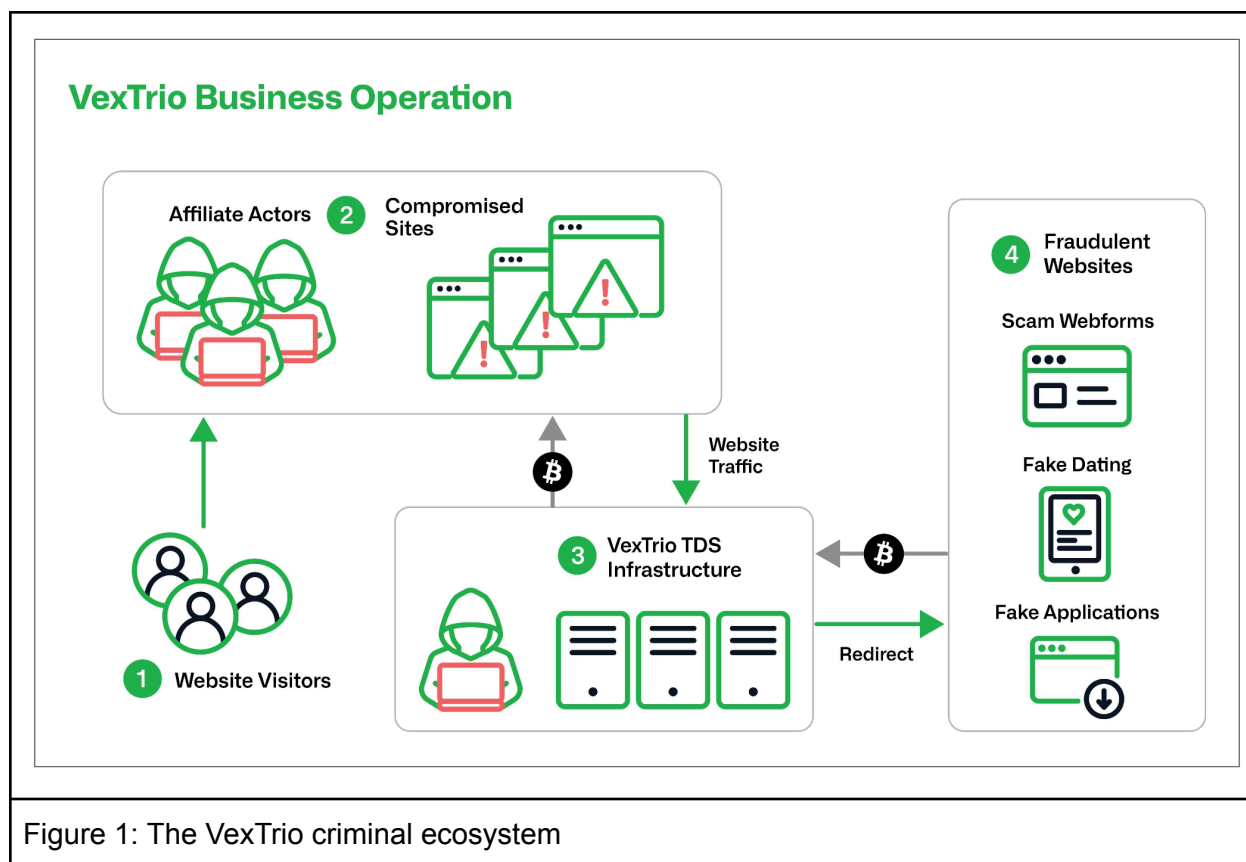 VexTrio Business Operation
Affiliate Actors
2
Compromised
Sites
4
Fraudulent
Websites
Scam Webforms
Fake Dating
Fake Applications
Website
Traffic
3
VexTrio TDS
Infrastructure
Redirect
1
Website Visitors
Figure 1: The VexTrio criminal ecosystem